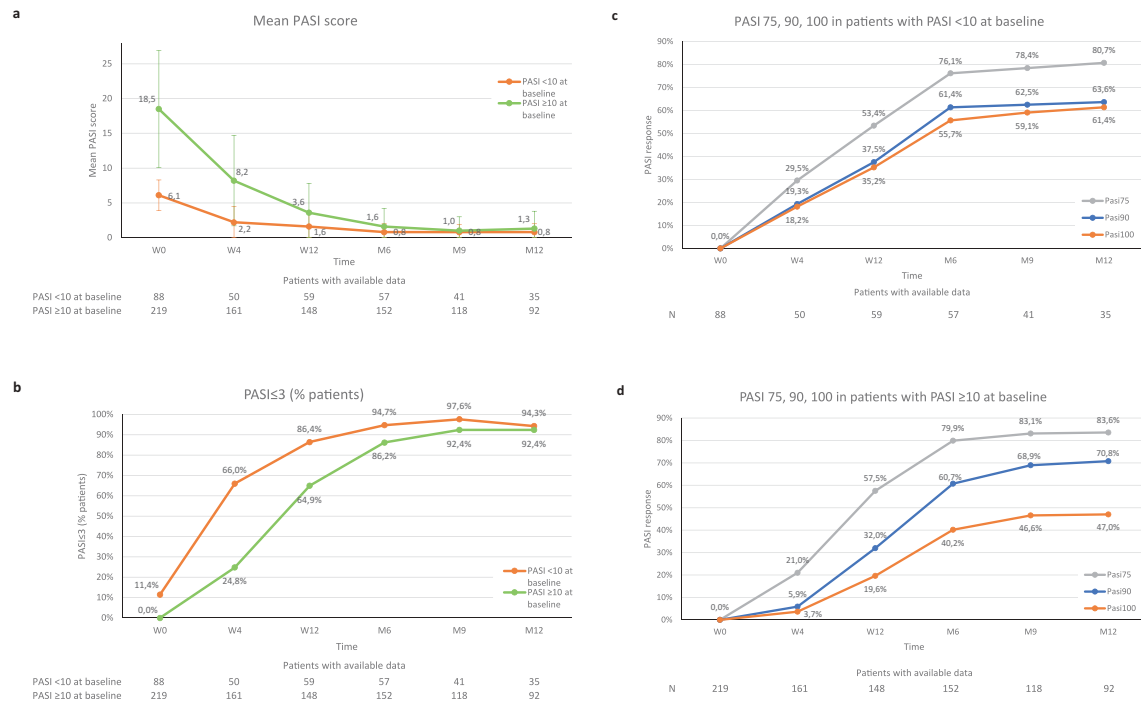 a
Mean PASI score
25
20
15
10
5
0
Mean PASI score
18,5
8,2
3,6
1,6
1,0
1,3
6,1
2,2
1,6
0,8
0,8
0,8
PASI <10 at
baseline
PASI ≥10 at
baseline
W0 W4 W12 M6 M9 M12
Time
Patients with available data
PASI <10 at baseline 88 50 59 57 41 35
PASI ≥10 at baseline 219 161 148 152 118 92
b
PASI≤3 (% patients)
100%
90%
80%
70%
60%
50%
40%
30%
20%
10%
0%
PASI≤3 (% patients)
11,4%
66,0%
86,4%
94,7%
97,6%
94,3%
0,0%
24,8%
64,9%
86,2%
92,4%
92,4%
PASI <10 at
baseline
PASI ≥10 at
baseline
W0 W4 W12 M6 M9 M12
Time
Patients with available data
PASI <10 at baseline 88 50 59 57 41 35
PASI ≥10 at baseline 219 161 148 152 118 92
c
PASI 75, 90, 100 in patients with PASI <10 at baseline
90%
80%
70%
60%
50%
40%
30%
20%
10%
0%
PASI response
0,0%
29,5%
53,4%
76,1%
78,4%
80,7%
19,3%
37,5%
61,4%
62,5%
63,6%
18,2%
35,2%
55,7%
59,1%
61,4%
Pasi75
Pasi90
Pasi100
W0 W4 W12 M6 M9 M12
Time
Patients with available data
N 88 50 59 57 41 35
d
PASI 75, 90, 100 in patients with PASI ≥10 at baseline
90%
80%
70%
60%
50%
40%
30%
20%
10%
0%
PASI response
0,0%
21,0%
57,5%
79,9%
83,1%
83,6%
5,9%
32,0%
60,7%
68,9%
70,8%
3,7%
19,6%
40,2%
46,6%
47,0%
Pasi75
Pasi90
Pasi100
W0 W4 W12 M6 M9 M12
Time
Patients with available data
N 219 161 148 152 118 92